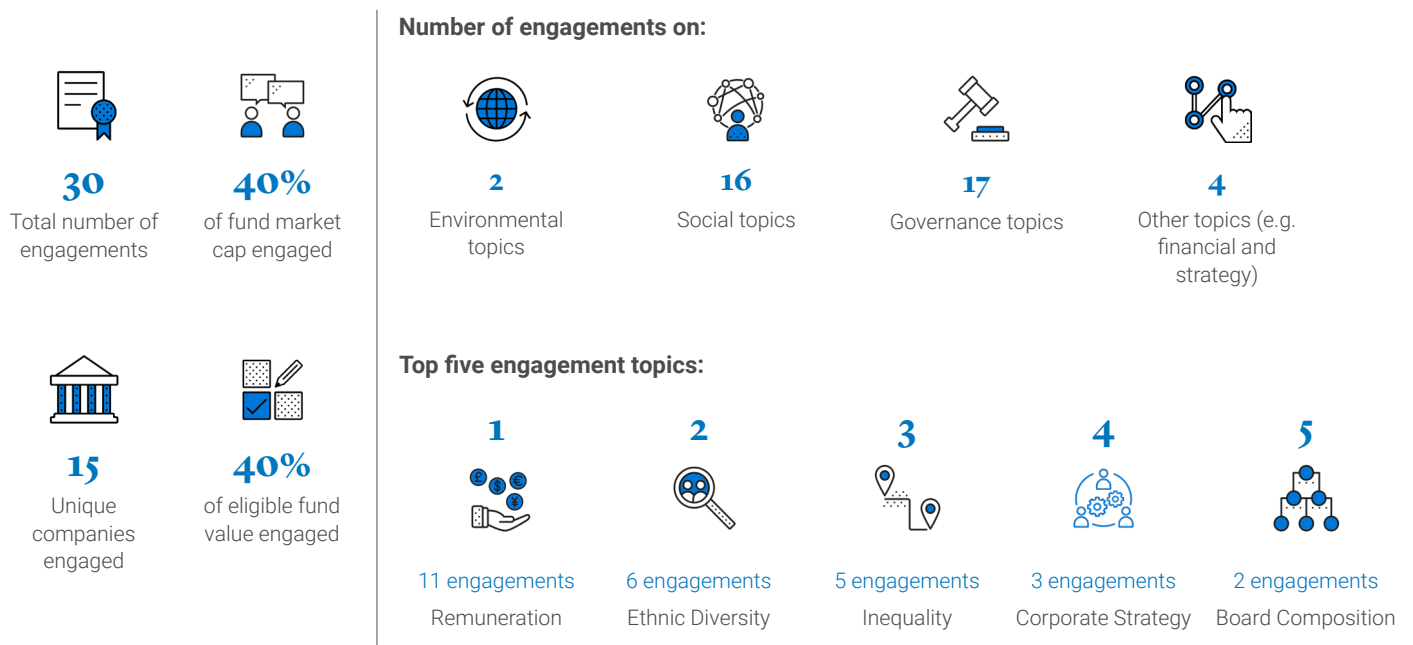 30
Total number of
engagements
40%
of fund market
cap engaged
15
Unique
companies
engaged
40%
of eligible fund
value engaged
Number of engagements on:
2
Environmental
topics
16
Social topics
17
Governance topics
4
Other topics (e.g.
financial and
strategy)
Top five engagement topics:
1
£
$
€
¥
11 engagements
Remuneration
2
6 engagements
Ethnic Diversity
3
5 engagements
Inequality
4
3 engagements
Corporate Strategy
5
2 engagements
Board Composition